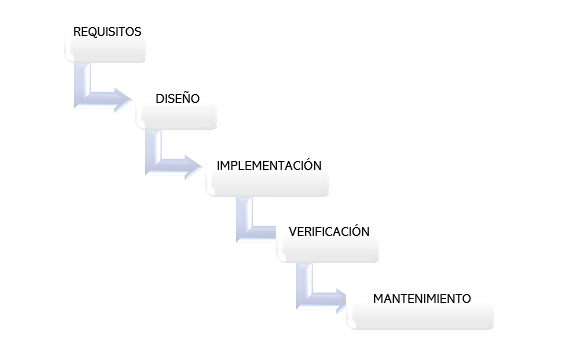 REQUISITOS
DISEÑO
IMPLEMENTACIÓN
VERIFICACIÓN
MANTENIMIENTO